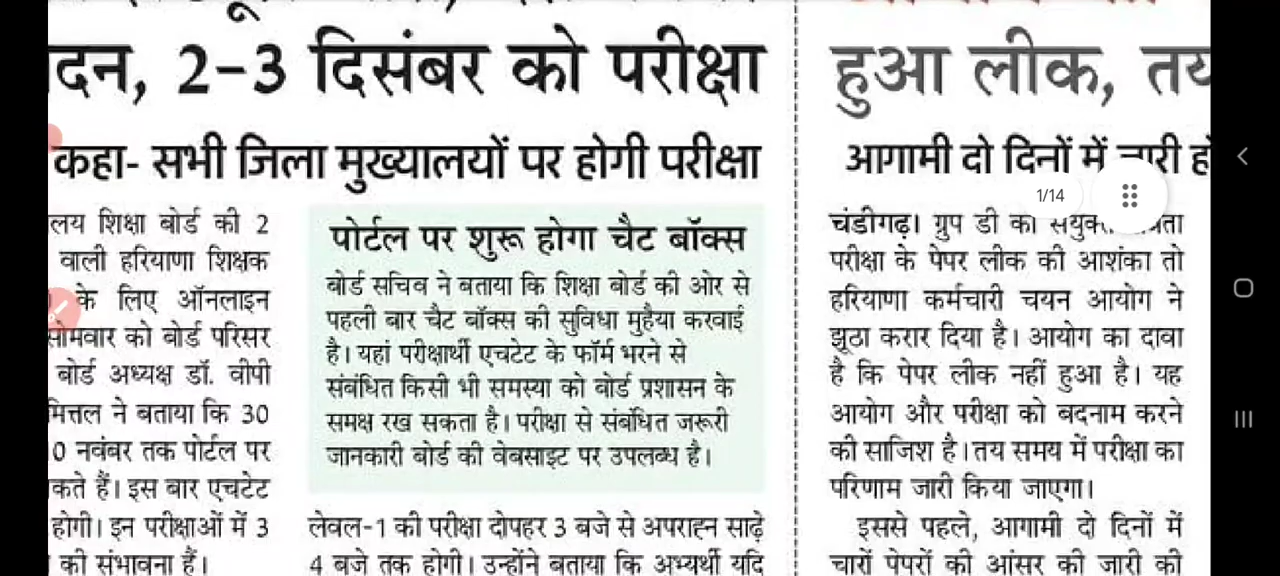 दन, 2-3 दिसंबर को परीक्षा
कहा- सभी जिला मुख्यालयों पर होगी परीक्षा
लय शिक्षा बोर्ड की 2
वाली हरियाणा शिक्षक
के लिए ऑनलाइन
सोमवार को बोर्ड परिसर
बोर्ड अध्यक्ष डॉ. वीपी
मित्तल ने बताया कि 30
0 नवंबर तक पोर्टल पर
कते हैं। इस बार एचटेट
होगी। इन परीक्षाओं में 3
की संभावना हैं।
पोर्टल पर शुरू होगा चैट बॉक्स
बोर्ड सचिव ने बताया कि शिक्षा बोर्ड की ओर से
पहली बार चैट बॉक्स की सुविधा मुहैया करवाई
है। यहां परीक्षार्थी एचटेट के फॉर्म भरने से
संबंधित किसी भी समस्या को बोर्ड प्रशासन के
समक्ष रख सकता है। परीक्षा से संबंधित जरूरी
जानकारी बोर्ड की वेबसाइट पर उपलब्ध है।
लेवल-1 की परीक्षा दोपहर 3 बजे से अपराह्न साढ़े
4 बजे तक होगी। उन्होंने बताया कि अभ्यर्थी यदि
हुआ लीक, तय
आगामी दो दिनों में
1/14
चंडीगढ़। ग्रुप डी की
परीक्षा के पेपर लीक की आशंका तो
हरियाणा कर्मचारी चयन आयोग ने
झूठा करार दिया है। आयोग का दावा
है कि पेपर लीक नहीं हुआ है। यह
आयोग और परीक्षा को बदनाम करने
की साजिश है। तय समय में परीक्षा का
परिणाम जारी किया जाएगा।
इससे पहले, आगामी दो दिनों में
चारों पेपरों की आंसर की जारी की